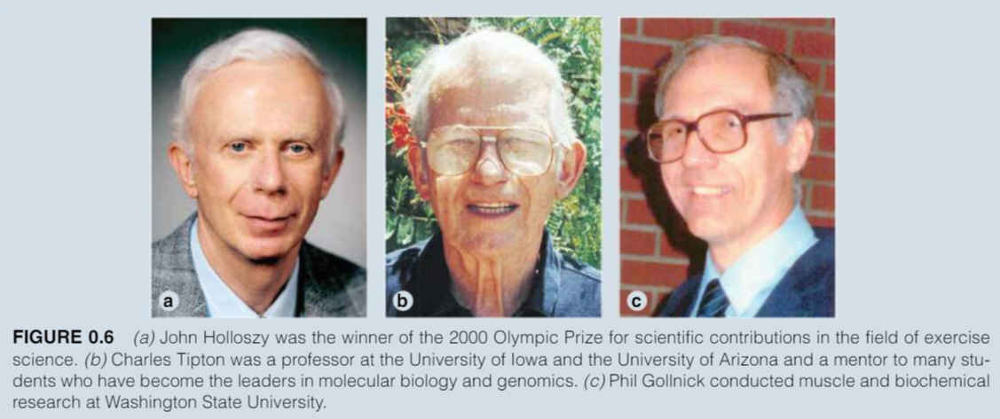 a
b
c
FIGURE 0.6 (a) John Holloszy was the winner of the 2000 Olympic Prize for scientific contributions in the field of exercise
science. (b) Charles Tipton was a professor at the University of Iowa and the University of Arizona and a mentor to many stu-
dents who have become the leaders in molecular biology and genomics. (c) Phil Gollnick conducted muscle and biochemical
research at Washington State University.